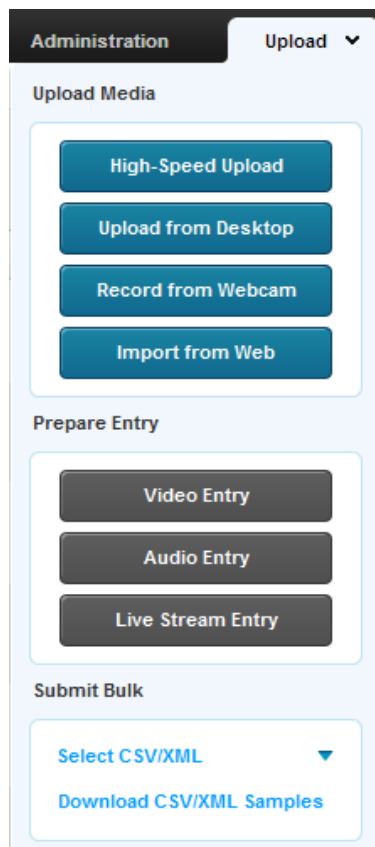 Administration
Upload
Upload Media
High-Speed Upload
Upload from Desktop
Record from Webcam
Import from Web
Prepare Entry
Video Entry
Audio Entry
Live Stream Entry
Submit Bulk
Select CSV/XML
Download CSV/XML Samples